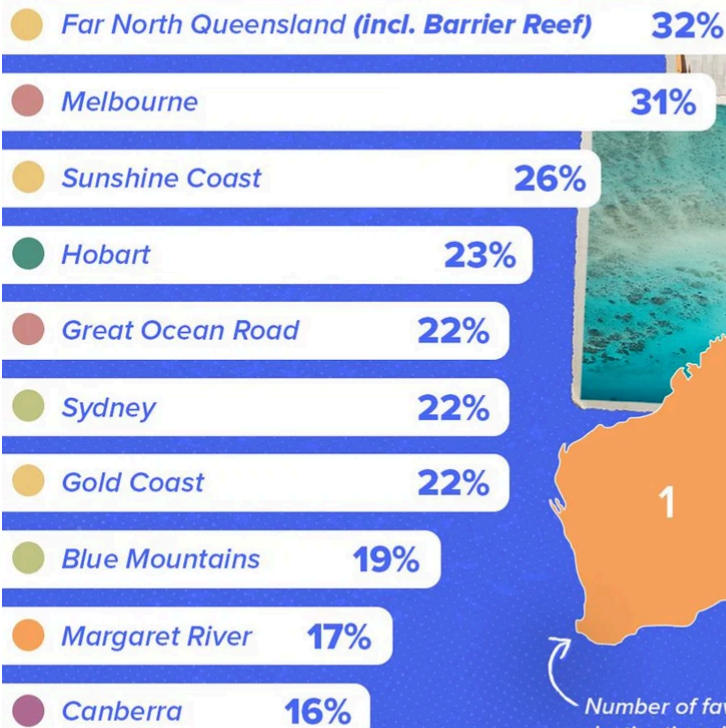 Far North Queensland (incl. Barrier Reef) 32%
Melbourne 31%
Sunshine Coast 26%
Hobart 23%
Great Ocean Road 22%
Sydney 22%
Gold Coast 22%
Blue Mountains 19%
1
Margaret River 17%
Canberra 16%
Number of